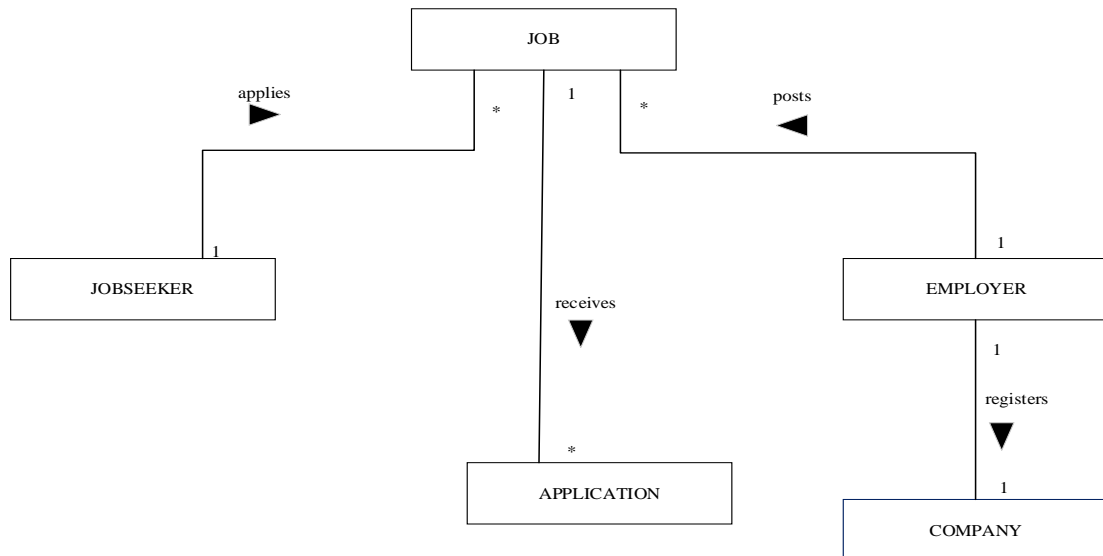 JOB
applies
*
1
*
posts
1
JOBSEEKER
1
EMPLOYER
receives
1
registers
*
APPLICATION
1
COMPANY